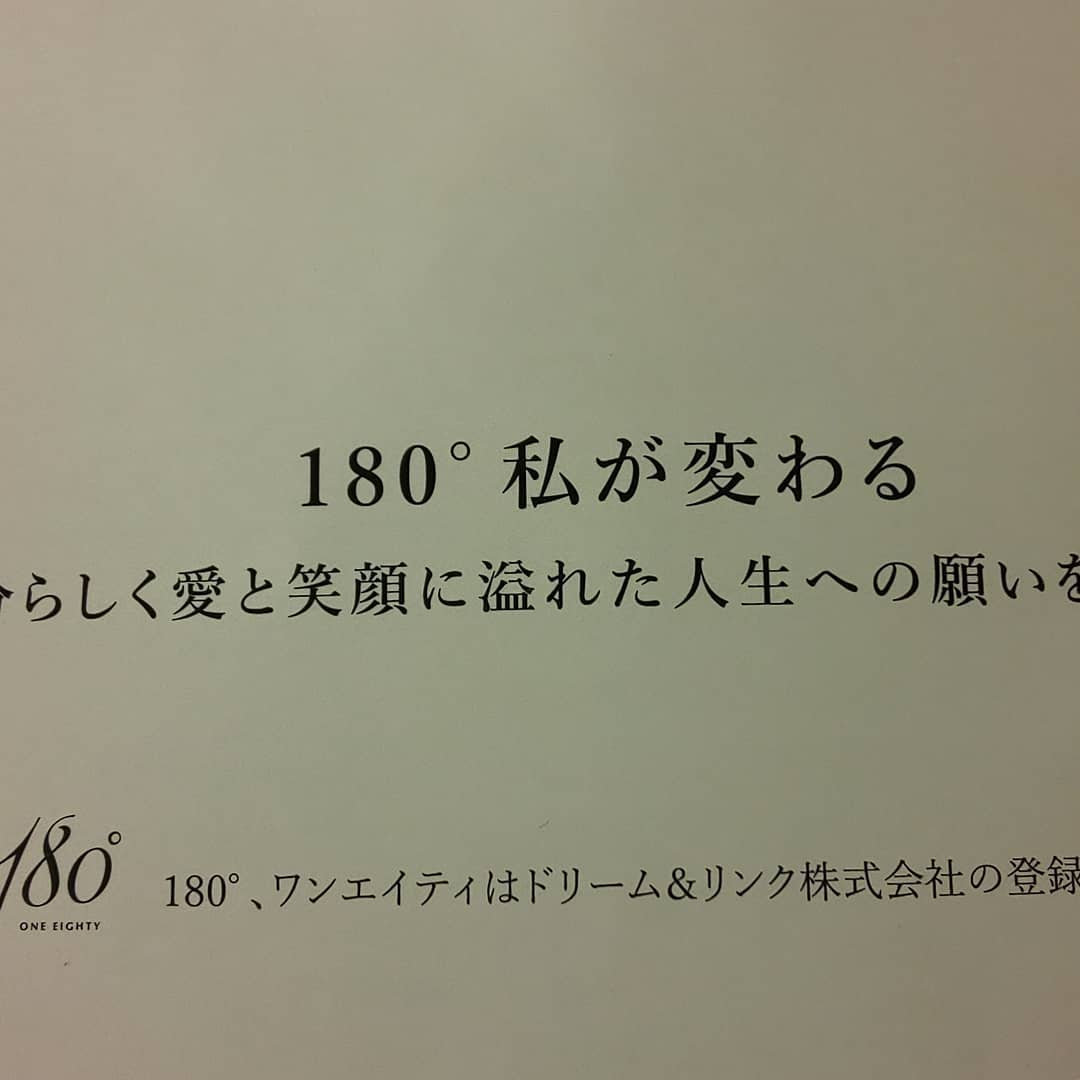 180° 私が変わる
らしく愛と笑顔に溢れた人生への願いを
180°
ONE EIGHTY
180°、ワンエイティはドリーム&リンク株式会社の登録